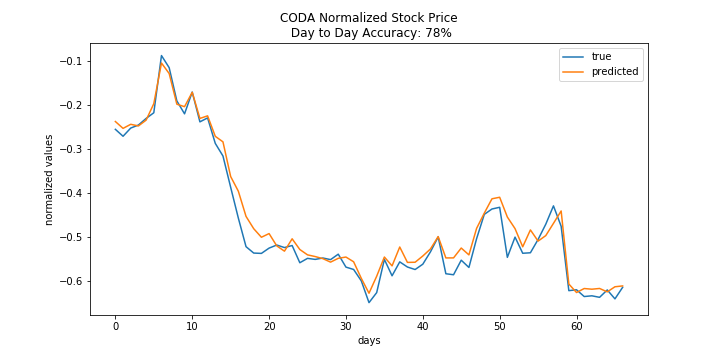 CODA Normalized Stock Price
Day to Day Accuracy: 78%
true
predicted
normalized values
−0.1
−0.2
−0.3
−0.4
−0.5
−0.6
0 10 20 30 40 50 60
days